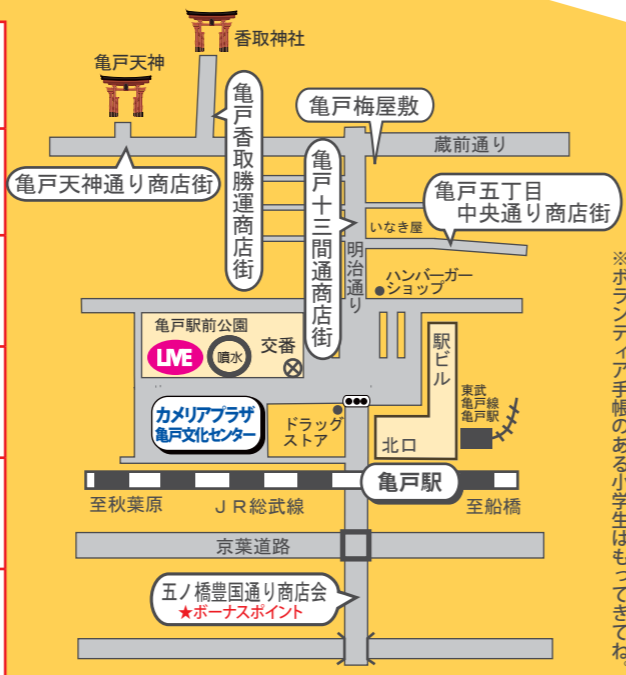 香取神社
亀戸天神
亀戸香取勝運商店街
亀戸梅屋敷
蔵前通り
亀戸天神通り商店街
亀戸十三間通商店街
亀戸五丁目
中央通り商店街
いなき屋
明治通り
ハンバーガー
ショップ
亀戸駅前公園
LIVE
噴水
交番
駅ビル
カメリアプラザ
亀戸文化センター
ドラッグ
ストア
北口
東武
亀戸線
亀戸駅
亀戸駅
至秋葉原
JR総武線
至船橋
京葉道路
五ノ橋豊国通り商店会
★ボーナスポイント
※ボランティア手帳のある小学生はもってきてね。